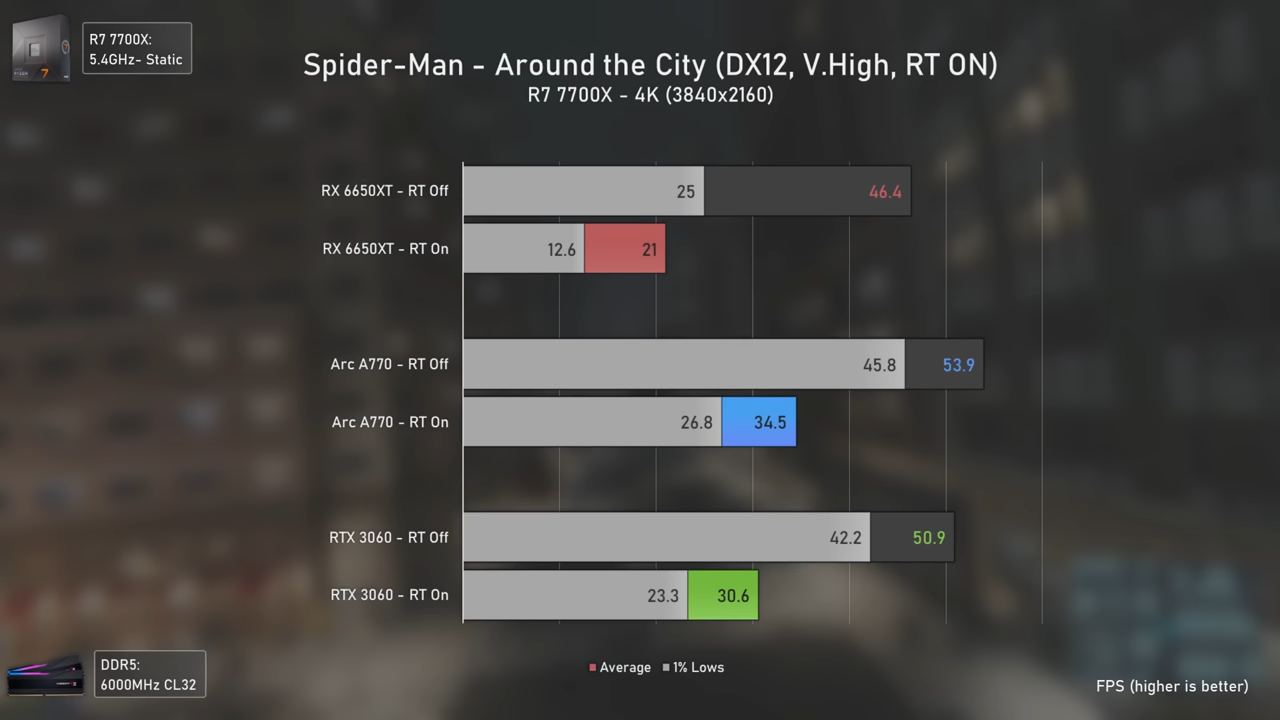 R7 7700X:
5.4GHz- Static
Spider-Man - Around the City (DX12, V.High, RT ON)
R7 7700X - 4K (3840x2160)
RX 6650XT - RT Off
25
46.4
RX 6650XT - RT On
12.6
21
Arc A770 - RT Off
45.8
53.9
Arc A770 - RT On
26.8
34.5
RTX 3060 - RT Off
42.2
50.9
RTX 3060 - RT On
23.3
30.6
DDR5:
6000MHz CL32
Average
1% Lows
FPS (higher is better)